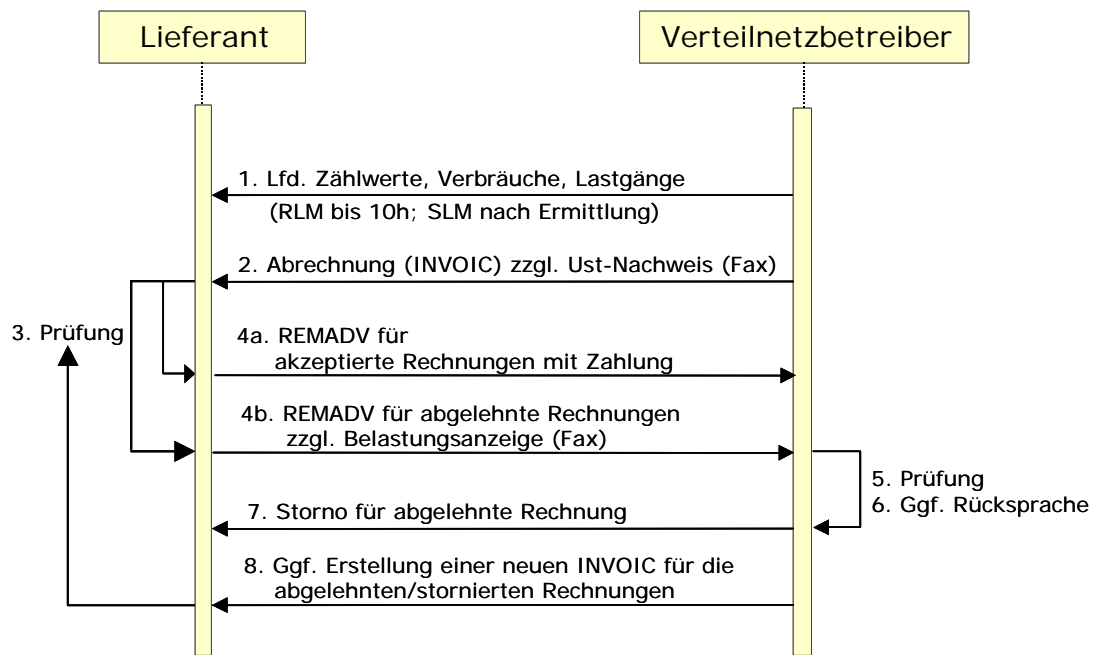 Lieferant
Verteilnetzbetreiber
1. Lfd. Zählwerte, Verbräuche, Lastgänge
(RLM bis 10h; SLM nach Ermittlung)
2. Abrechnung (INVOIC) zzgl. Ust-Nachweis (Fax)
3. Prüfung
4a. REMADV für
akzeptierte Rechnungen mit Zahlung
4b. REMADV für abgelehnte Rechnungen
zzgl. Belastungsanzeige (Fax)
5. Prüfung
6. Ggf. Rücksprache
7. Storno für abgelehnte Rechnung
8. Ggf. Erstellung einer neuen INVOIC für die
abgelehnten/stornierten Rechnungen